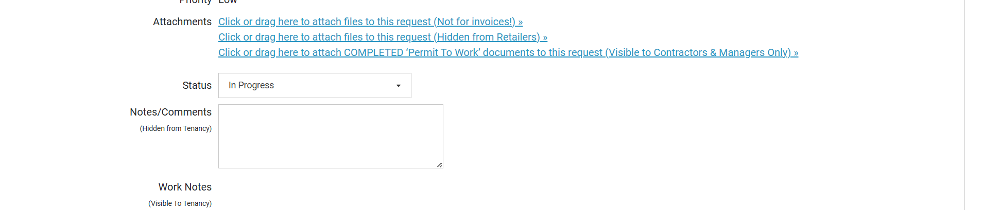 Priority Low
Attachments Click or drag here to attach files to this request (Not for invoices!) »
Click or drag here to attach files to this request (Hidden from Retailers) »
Click or drag here to attach COMPLETED ‘Permit To Work’ documents to this request (Visible to Contractors & Managers Only) »
Status In Progress
Notes/Comments
(Hidden from Tenancy)
Work Notes
(Visible To Tenancy)